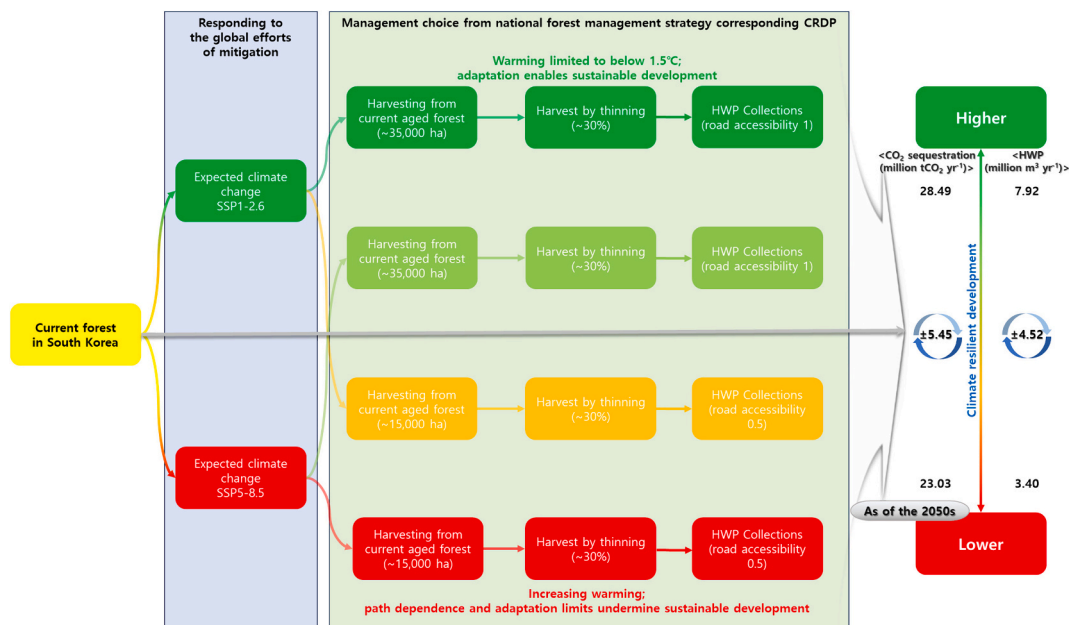 Responding to
the global efforts
of mitigation
Management choice from national forest management strategy corresponding CRDP
Warming limited to below 1.5℃;
adaptation enables sustainable development
Harvesting from
current aged forest
(~35,000 ha)
Harvest by thinning
(~30%)
HWP Collections
(road accessibility 1)
Higher
<CO₂ sequestration
(million tCO₂ yr⁻¹)>
<HWP
(million m³ yr⁻¹)>
28.49
7.92
Expected climate
change
SSP1-2.6
Harvesting from
current aged forest
(~35,000 ha)
Harvest by thinning
(~30%)
HWP Collections
(road accessibility 1)
Current forest
in South Korea
±5.45
Climate resilient development
±4.52
Harvesting from
current aged forest
(~15,000 ha)
Harvest by thinning
(~30%)
HWP Collections
(road accessibility
0.5)
Expected climate
change
SSP5-8.5
23.03
3.40
As of the 2050s
Harvesting from
current aged forest
(~15,000 ha)
Harvest by thinning
(~30%)
HWP Collections
(road accessibility
0.5)
Lower
Increasing warming;
path dependence and adaptation limits undermine sustainable development